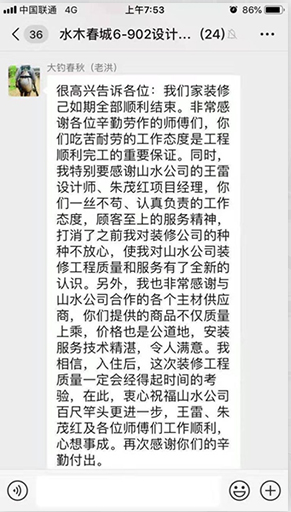 中国联通 4G 上午7:53 86%
36 水木春城6-902设计... (24)
大钓春秋（老洪）
很高兴告诉各位：我们家装修
己如期全部顺利结束。非常感
谢各位辛勤劳作的师傅们，你
们吃苦耐劳的工作态度是工程
顺利完工的重要保证。同时，
我特别要感谢山水公司的王雷
设计师、朱茂红项目经理，你
们一丝不苟、认真负责的工作
态度，顾客至上的服务精神，
打消了之前我对装修公司的种
种不放心，使我对山水公司装
修工程质量和服务有了全新的
认识。另外，我也非常感谢与
山水公司合作的各个主材供应
商，你们提供的商品不仅质量
上乘，价格也是公道地，安装
服务技术精湛，令人满意。我
相信，入住后，这次装修工程
质量一定会经得起时间的考
验，在此，衷心祝福山水公司
百尺竿头更进一步，王雷、朱
茂红及各位师傅们工作顺利，
心想事成。再次感谢你们的辛
勤付出。